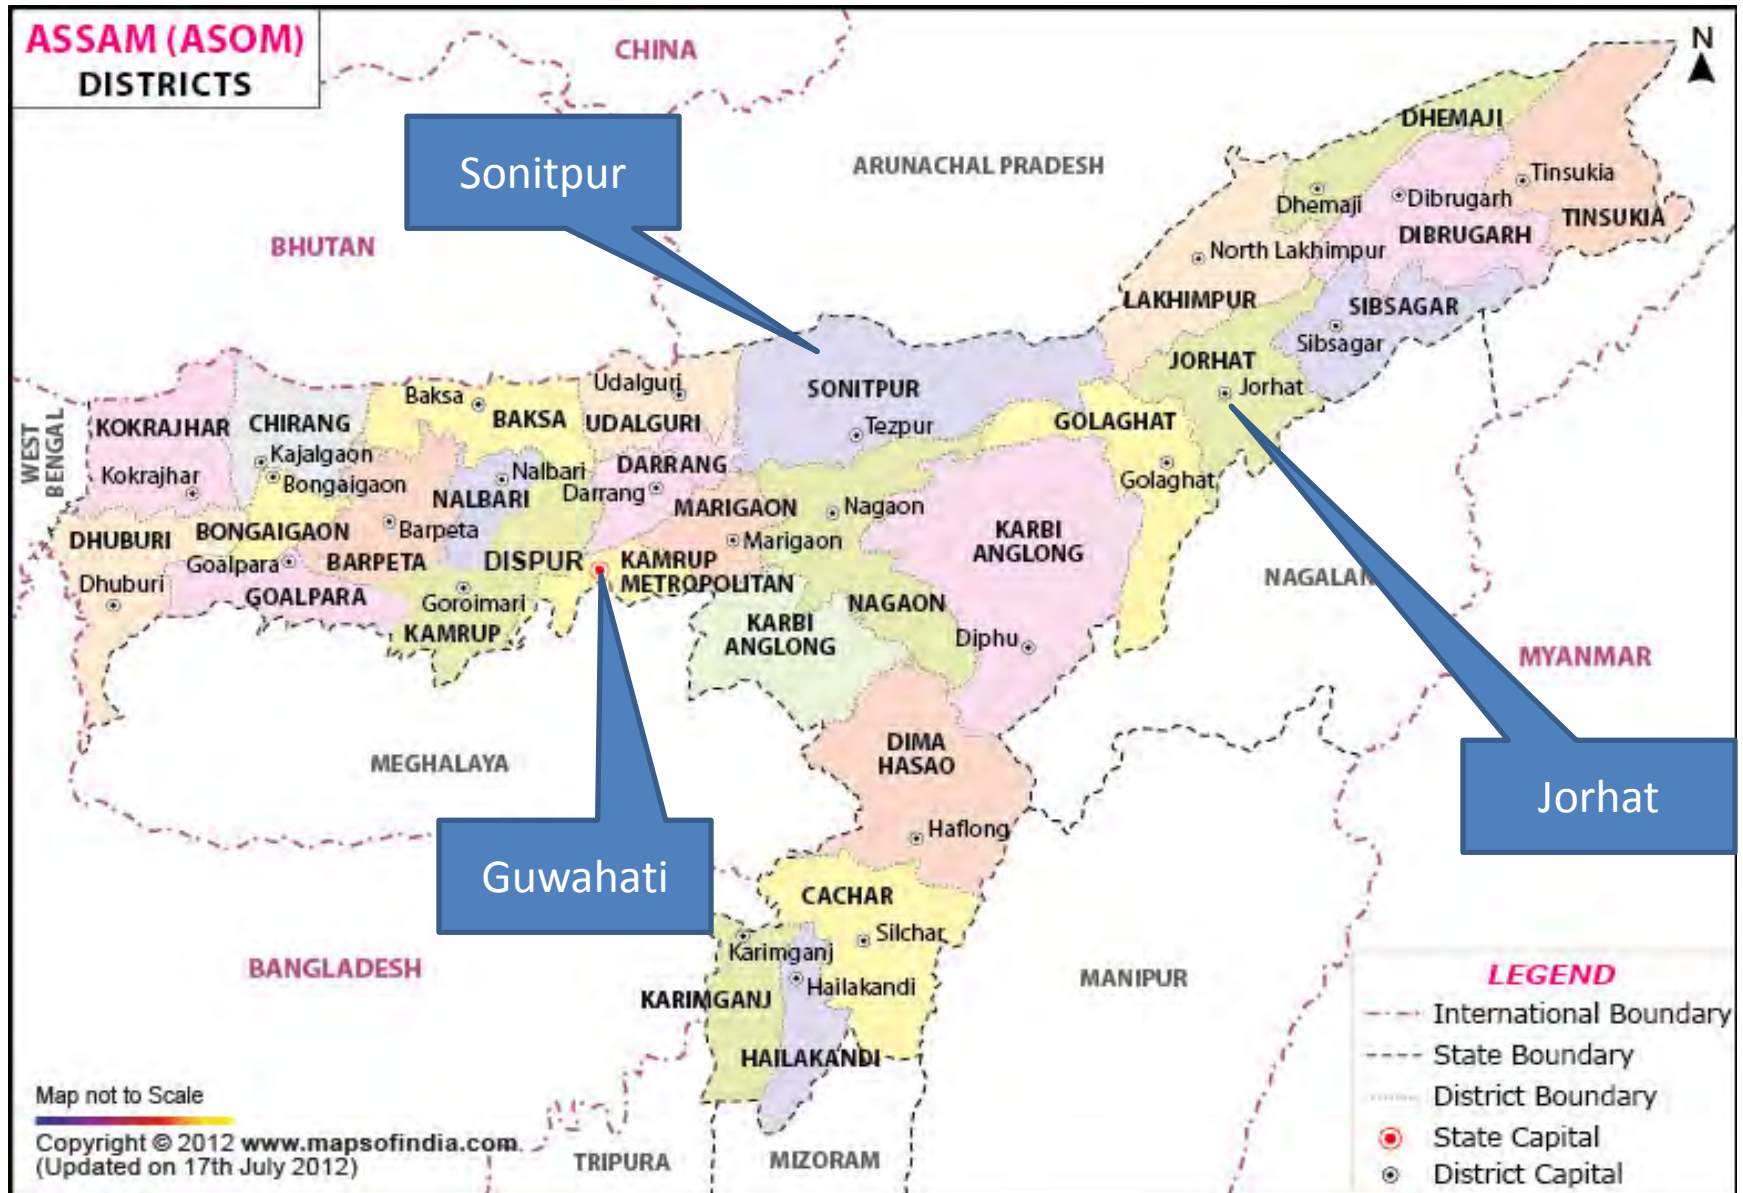 ASSAM (ASOM)
DISTRICTS
CHINA
N
Sonitpur
ARUNACHAL PRADESH
DHEMAJI
Dhemaji
Dibrugarh
Tinsukia
TINSUKIA
DIBRUGARH
BHUTAN
North Lakhimpur
LAKHIMPUR
SIBSAGAR
Sibsagar
JORHAT
Jorhat
SONITPUR
Tezpur
Udalguri
UDALGURI
Baksa
BAKSA
WEST
BENGAL
KOKRAJHAR
Kokrajhar
CHIRANG
Kajalgaon
Bongaigaon
GOLAGHAT
Golaghat
DARRANG
Darrang
Nalbari
NALBARI
MARIGAON
Marigaon
Nagaon
KARBI
ANGLONG
DHUBURI
Dhuburi
BONGAIGAON
Goalpara
GOALPARA
Barpeta
BARPETA
DISPUR
KAMRUP
METROPOLITAN
Goroimari
KAMRUP
KARBI
ANGLONG
NAGAON
Diphu
NAGALAN
MYANMAR
MEGHALAYA
DIMA
HASAO
Haflong
Jorhat
Guwahati
CACHAR
Silchar
Karimganj
KARIMGANJ
Hailakandi
HAILAKANDI
BANGLADESH
MANIPUR
TRIPURA
MIZORAM
LEGEND
International Boundary
State Boundary
District Boundary
State Capital
District Capital
Map not to Scale
Copyright © 2012 www.mapsofindia.com
(Updated on 17th July 2012)